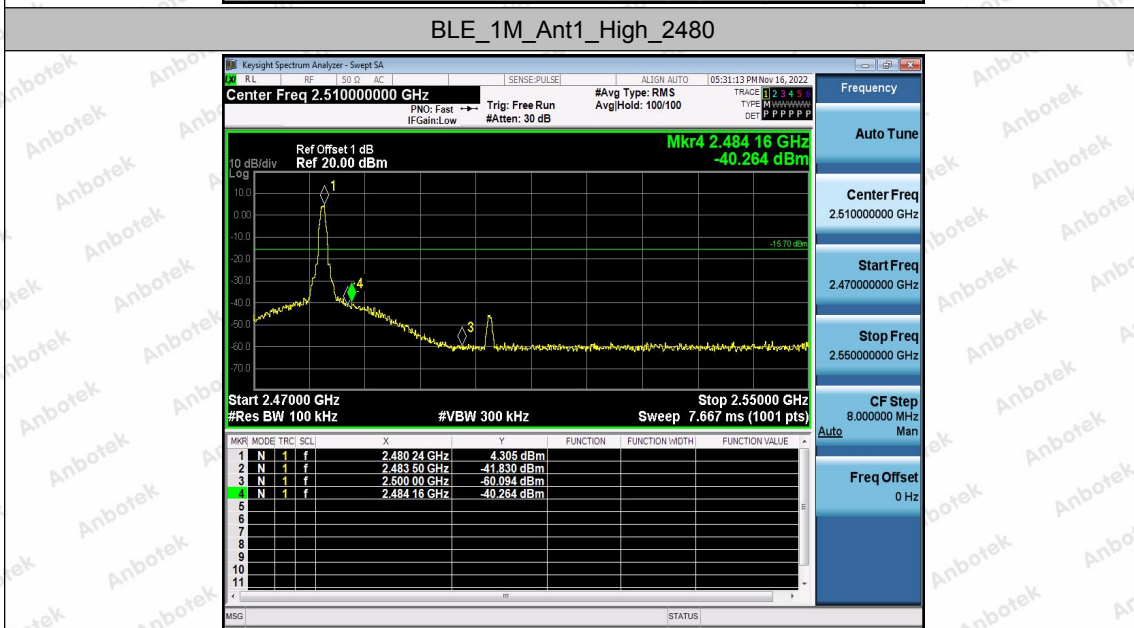 BLE_1M_Ant1_High_2480
Keysight Spectrum Analyzer - Swept SA
LXI RL RF 50 Ω AC SENSE:PULSE ALIGN AUTO 05:31:13 PM Nov 16, 2022
Center Freq 2.510000000 GHz
PNO: Fast
IFGain:Low
Trig: Free Run
#Atten: 30 dB
#Avg Type: RMS
Avg|Hold: 100/100
TRACE 1 2 3 4 5 6
TYPE M WWWWW
DET P P P P P P
Mkr4 2.484 16 GHz
-40.264 dBm
Ref Offset 1 dB
10 dB/div Ref 20.00 dBm
Log
10.0
0.00
-10.0
-20.0
-30.0
-40.0
-50.0
-60.0
-70.0
1
4
3
-15.70 dBm
Start 2.47000 GHz Stop 2.55000 GHz
#Res BW 100 kHz #VBW 300 kHz Sweep 7.667 ms (1001 pts)
MKR MODE TRC SCL X Y FUNCTION FUNCTION WIDTH FUNCTION VALUE
1 N 1 f 2.480 24 GHz 4.305 dBm
2 N 1 f 2.483 50 GHz -41.830 dBm
3 N 1 f 2.500 00 GHz -60.094 dBm
4 N 1 f 2.484 16 GHz -40.264 dBm
5
6
7
8
9
10
11
MSG STATUS
Frequency
Auto Tune
Center Freq
2.510000000 GHz
Start Freq
2.470000000 GHz
Stop Freq
2.550000000 GHz
CF Step
8.000000 MHz
Auto Man
Freq Offset
0 Hz
Anbotek